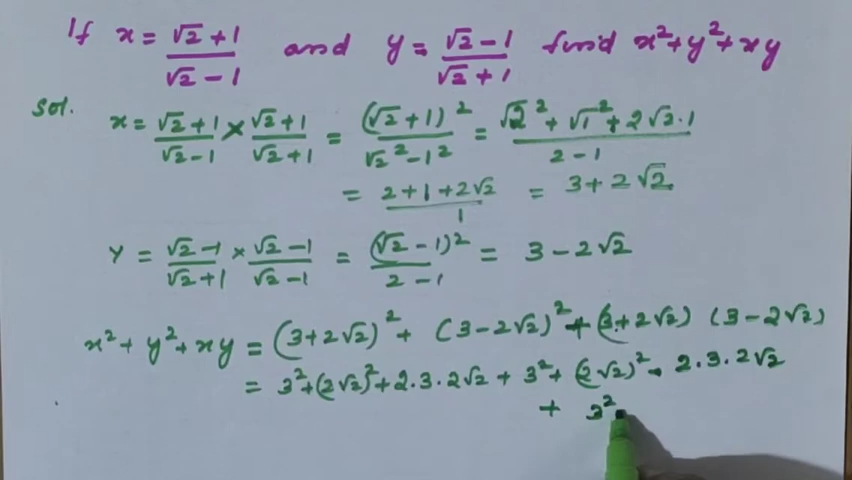 If x = (√2 + 1)/(√2 − 1) and y = (√2 − 1)/(√2 + 1) find x² + y² + xy
Sol.
x = (√2 + 1)/(√2 − 1) × (√2 + 1)/(√2 + 1) = (√2 + 1)²/(√2² − 1²) = (√2² + √1² + 2√2·1)/(2 − 1)
= (2 + 1 + 2√2)/1 = 3 + 2√2
Y = (√2 − 1)/(√2 + 1) × (√2 − 1)/(√2 − 1) = (√2 − 1)²/(2 − 1) = 3 − 2√2
x² + y² + xy = (3 + 2√2)² + (3 − 2√2)² + (3 + 2√2) (3 − 2√2)
= 3² + (2√2)² + 2·3·2√2 + 3² + (2√2)² − 2·3·2√2
+ 3²